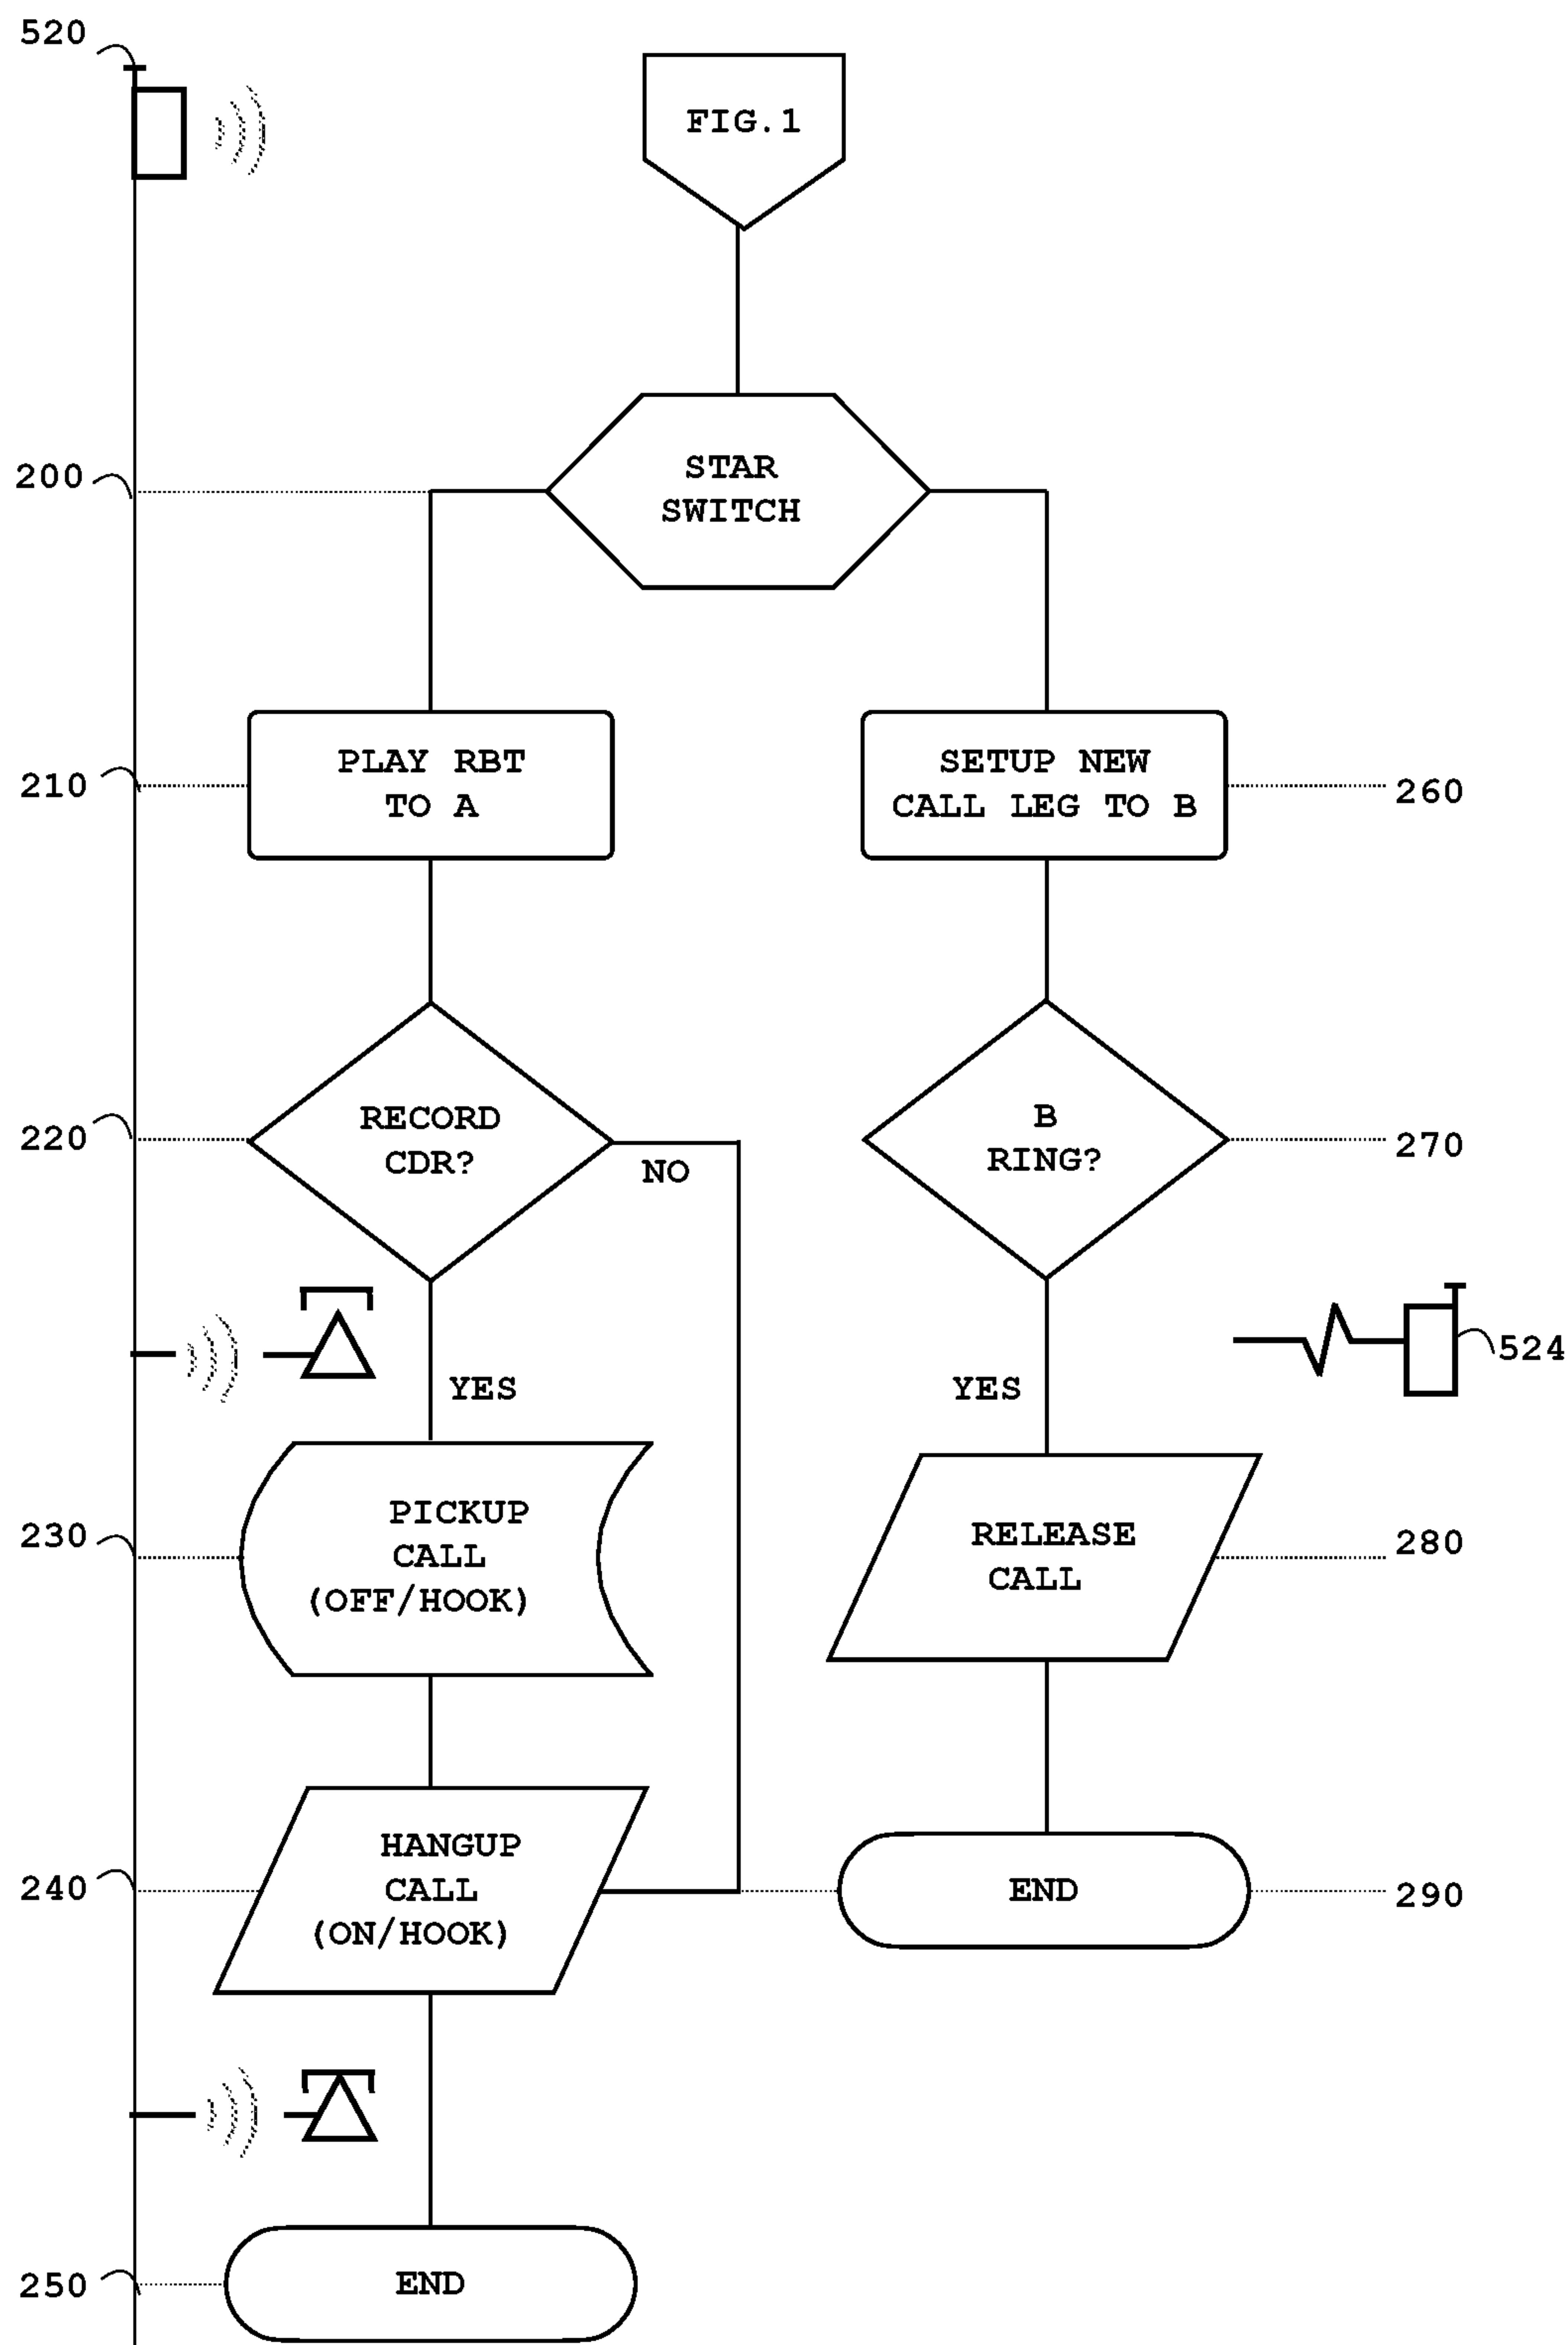 520
FIG.1
200
STAR
SWITCH
210
PLAY RBT
TO A
SETUP NEW
CALL LEG TO B
260
220
RECORD
CDR?
NO
B
RING?
270
524
YES
YES
230
PICKUP
CALL
(OFF/HOOK)
RELEASE
CALL
280
240
HANGUP
CALL
(ON/HOOK)
END
290
250
END